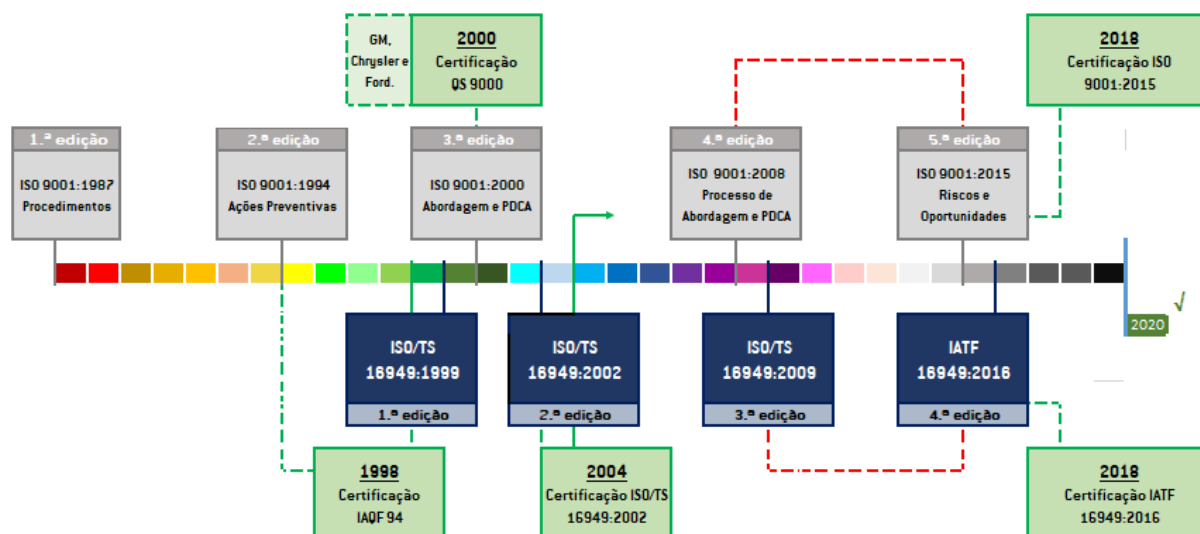 GM,
Chrysler e
Ford.
2000
Certificação
QS 9000
2018
Certificação ISO
9001:2015
1.ª edição
ISO 9001:1987
Procedimentos
2.ª edição
ISO 9001:1994
Ações Preventivas
3.ª edição
ISO 9001:2000
Abordagem e PDCA
4.ª edição
ISO 9001:2008
Processo de
Abordagem e PDCA
5.ª edição
ISO 9001:2015
Riscos e
Oportunidades
2020
√
ISO/TS
16949:1999
1.ª edição
ISO/TS
16949:2002
2.ª edição
ISO/TS
16949:2009
3.ª edição
IATF
16949:2016
4.ª edição
1998
Certificação
IAQF 94
2004
Certificação ISO/TS
16949:2002
2018
Certificação IATF
16949:2016